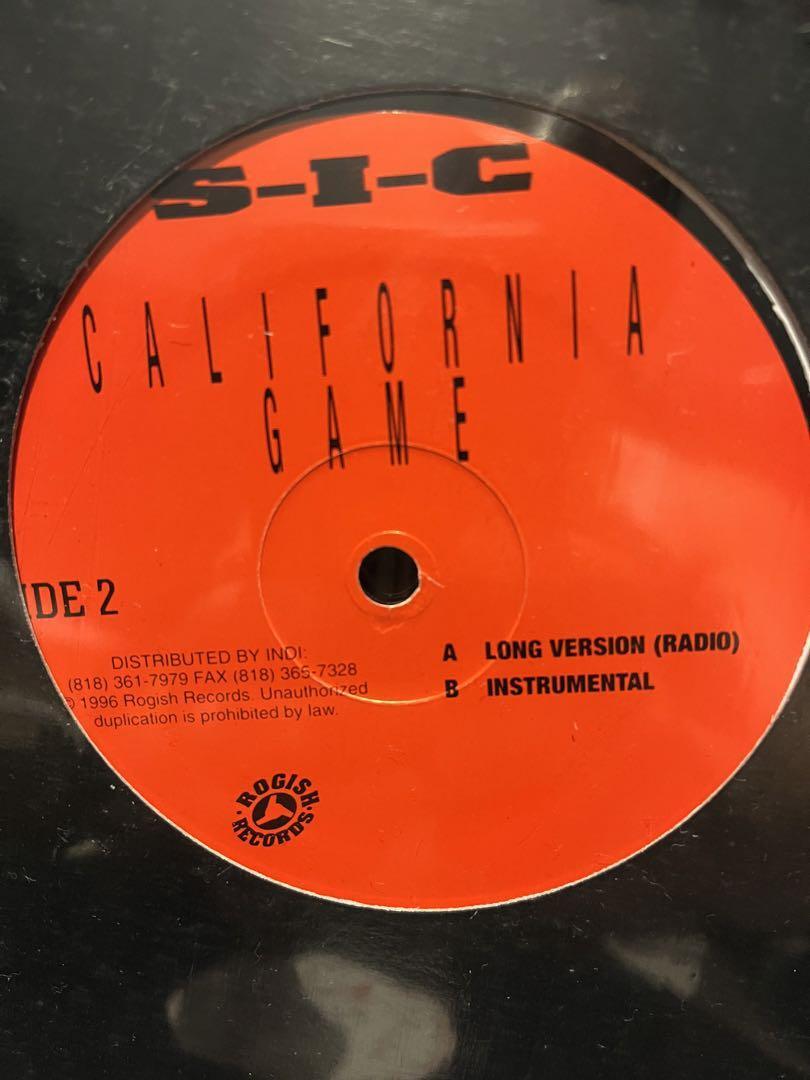 S-I-C
CALIFORNIA
GAME
IDE 2
DISTRIBUTED BY INDI:
(818) 361-7979 FAX (818) 365-7328
© 1996 Rogish Records. Unauthorized
duplication is prohibited by law.
A LONG VERSION (RADIO)
B INSTRUMENTAL
· ROGISH ·
RECORDS